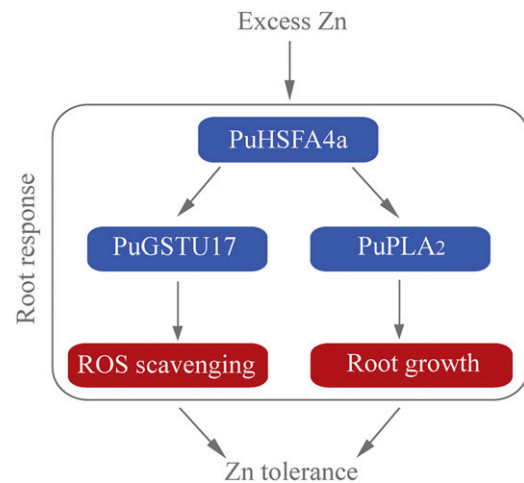 Excess Zn
Root response
PuHSFA4a
PuGSTU17
PuPLA2
ROS scavenging
Root growth
Zn tolerance